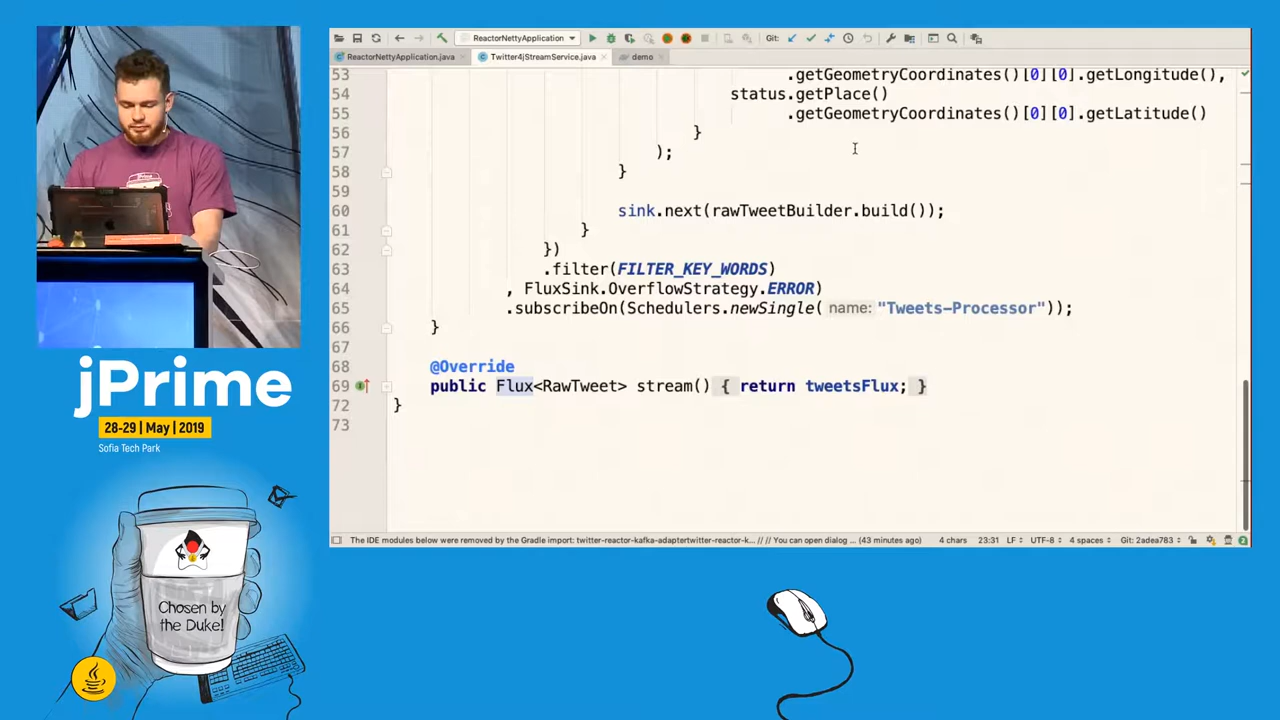 ReactorNettyApplication
Git:
ReactorNettyApplication.java
Twitter4jStreamService.java
demo
53 .getGeometryCoordinates()[0][0].getLongitude(),
54 status.getPlace()
55 .getGeometryCoordinates()[0][0].getLatitude()
56 }
57 );
58 }
59
60 sink.next(rawTweetBuilder.build());
61 }
62 })
63 .filter(FILTER_KEY_WORDS)
64 , FluxSink.OverflowStrategy.ERROR)
65 .subscribeOn(Schedulers.newSingle( name: "Tweets-Processor"));
66 }
67
68 @Override
69 public Flux<RawTweet> stream() { return tweetsFlux; }
72 }
73
The IDE modules below were removed by the Gradle import: twitter-reactor-kafka-adaptertwitter-reactor-k... // // You can open dialog ... (43 minutes ago) 4 chars 23:31 LF UTF-8 4 spaces Git: 2adea783
jPrime
28-29 | May | 2019
Sofia Tech Park
Chosen by
the Duke!